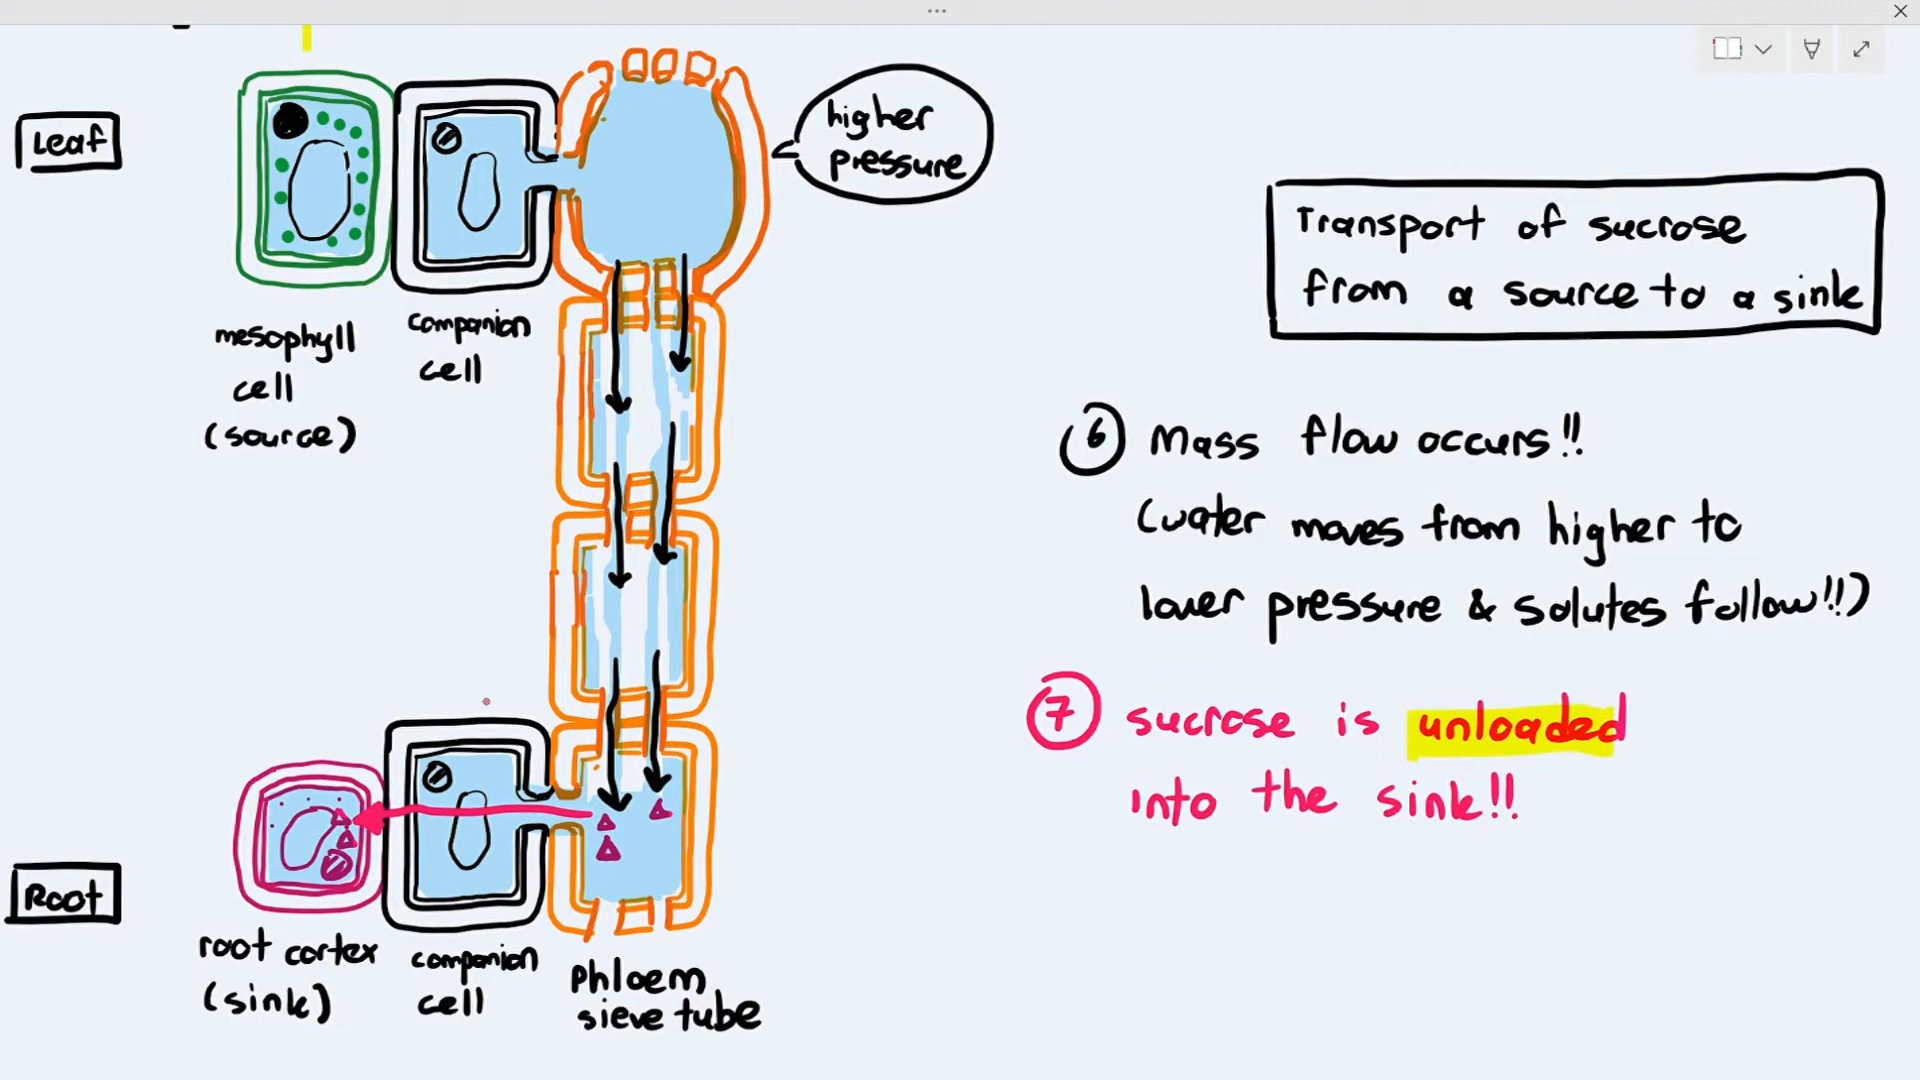 Leaf
higher
pressure
Transport of sucrose
from a source to a sink
mesophyll
cell
(source)
companion
cell
6 Mass flow occurs!!
(water moves from higher to
lower pressure & solutes follow!!)
7 sucrose is unloaded
into the sink!!
Root
root cortex
(sink)
companion
cell
Phloem
sieve tube